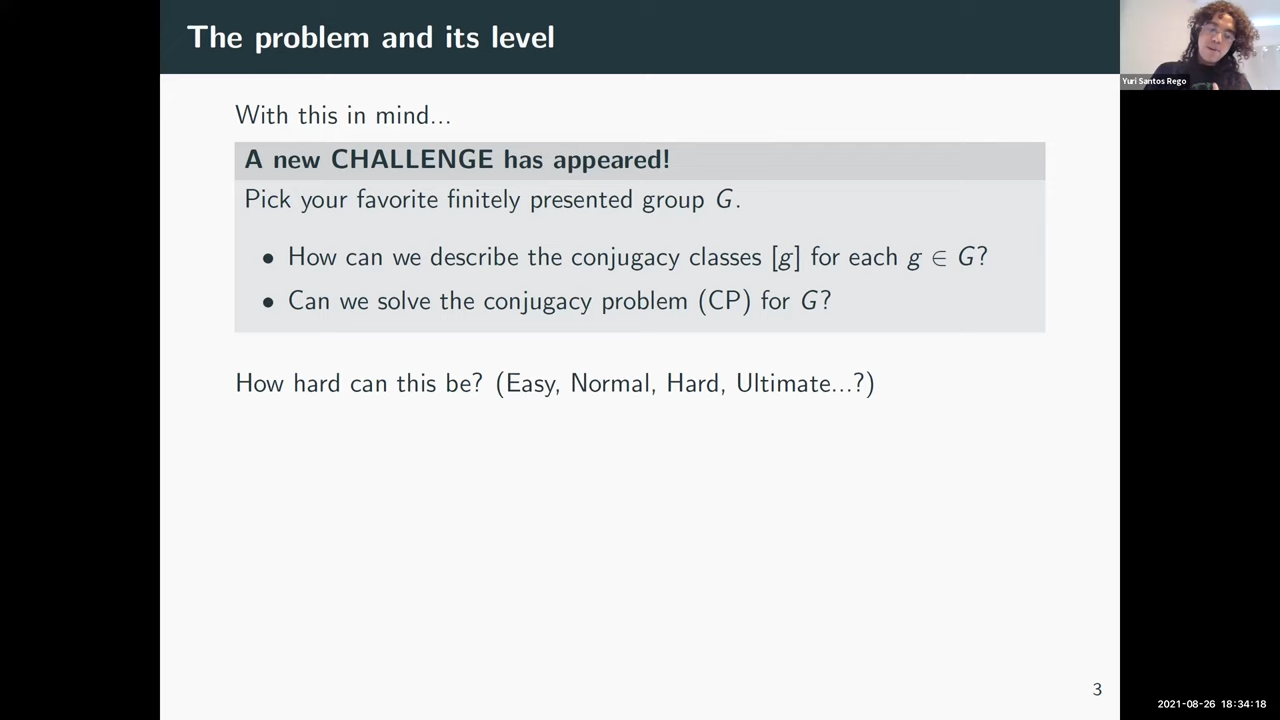 The problem and its level
Yuri Santos Rego
With this in mind...
A new CHALLENGE has appeared!
Pick your favorite finitely presented group G.
• How can we describe the conjugacy classes [g] for each g ∈ G?
• Can we solve the conjugacy problem (CP) for G?
How hard can this be? (Easy, Normal, Hard, Ultimate...?)
3
2021-08-26 18:34:18